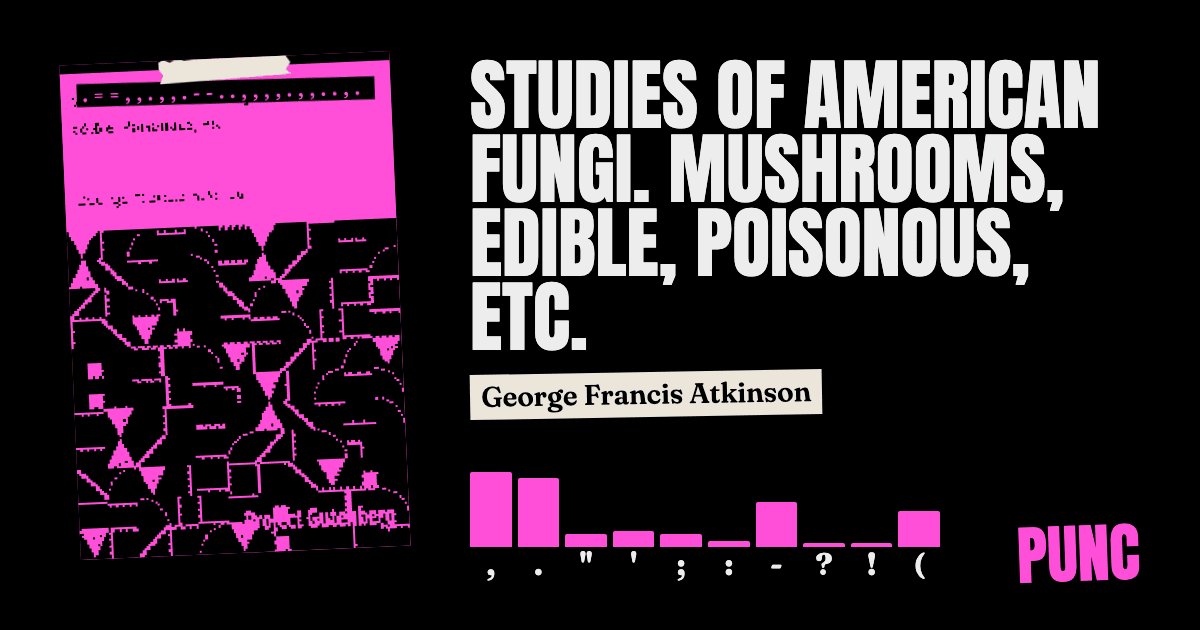 STUDIES OF AMERICAN
FUNGI. MUSHROOMS,
EDIBLE, POISONOUS,
ETC.
George Francis Atkinson
Project Gutenberg
, . " ' ; : - ? ! (
PUNC